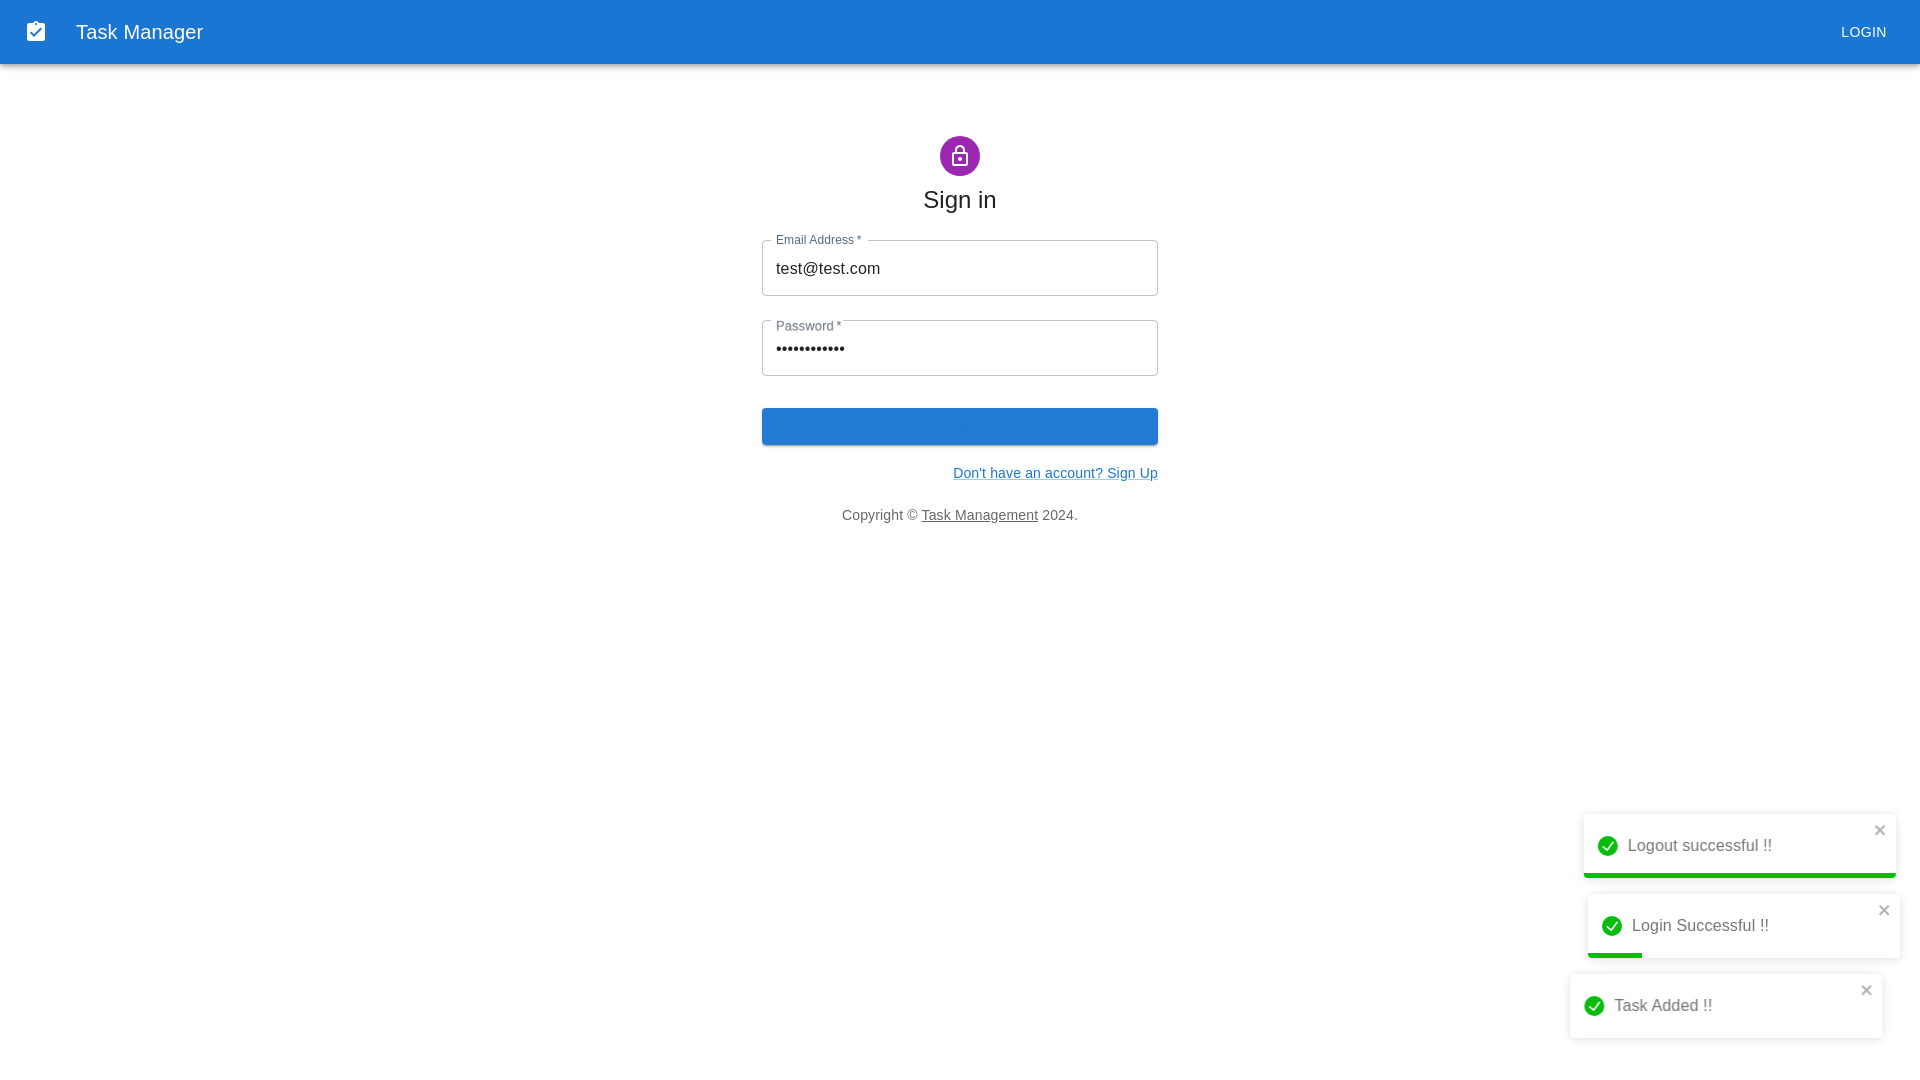 Task Manager
LOGIN
Sign in
Email Address *
test@test.com
Password *
••••••••••••
Don't have an account? Sign Up
Copyright © Task Management 2024.
Logout successful !!
Login Successful !!
Task Added !!